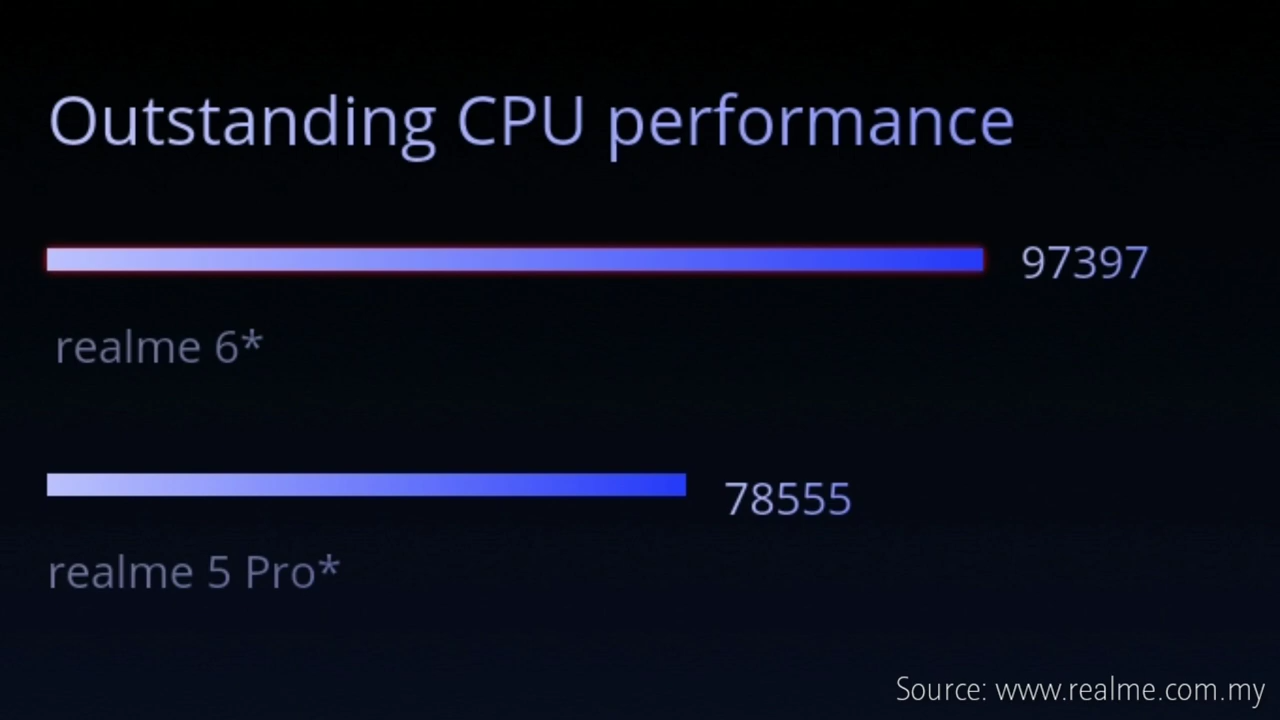 Outstanding CPU performance
97397
realme 6*
78555
realme 5 Pro*
Source: www.realme.com.my